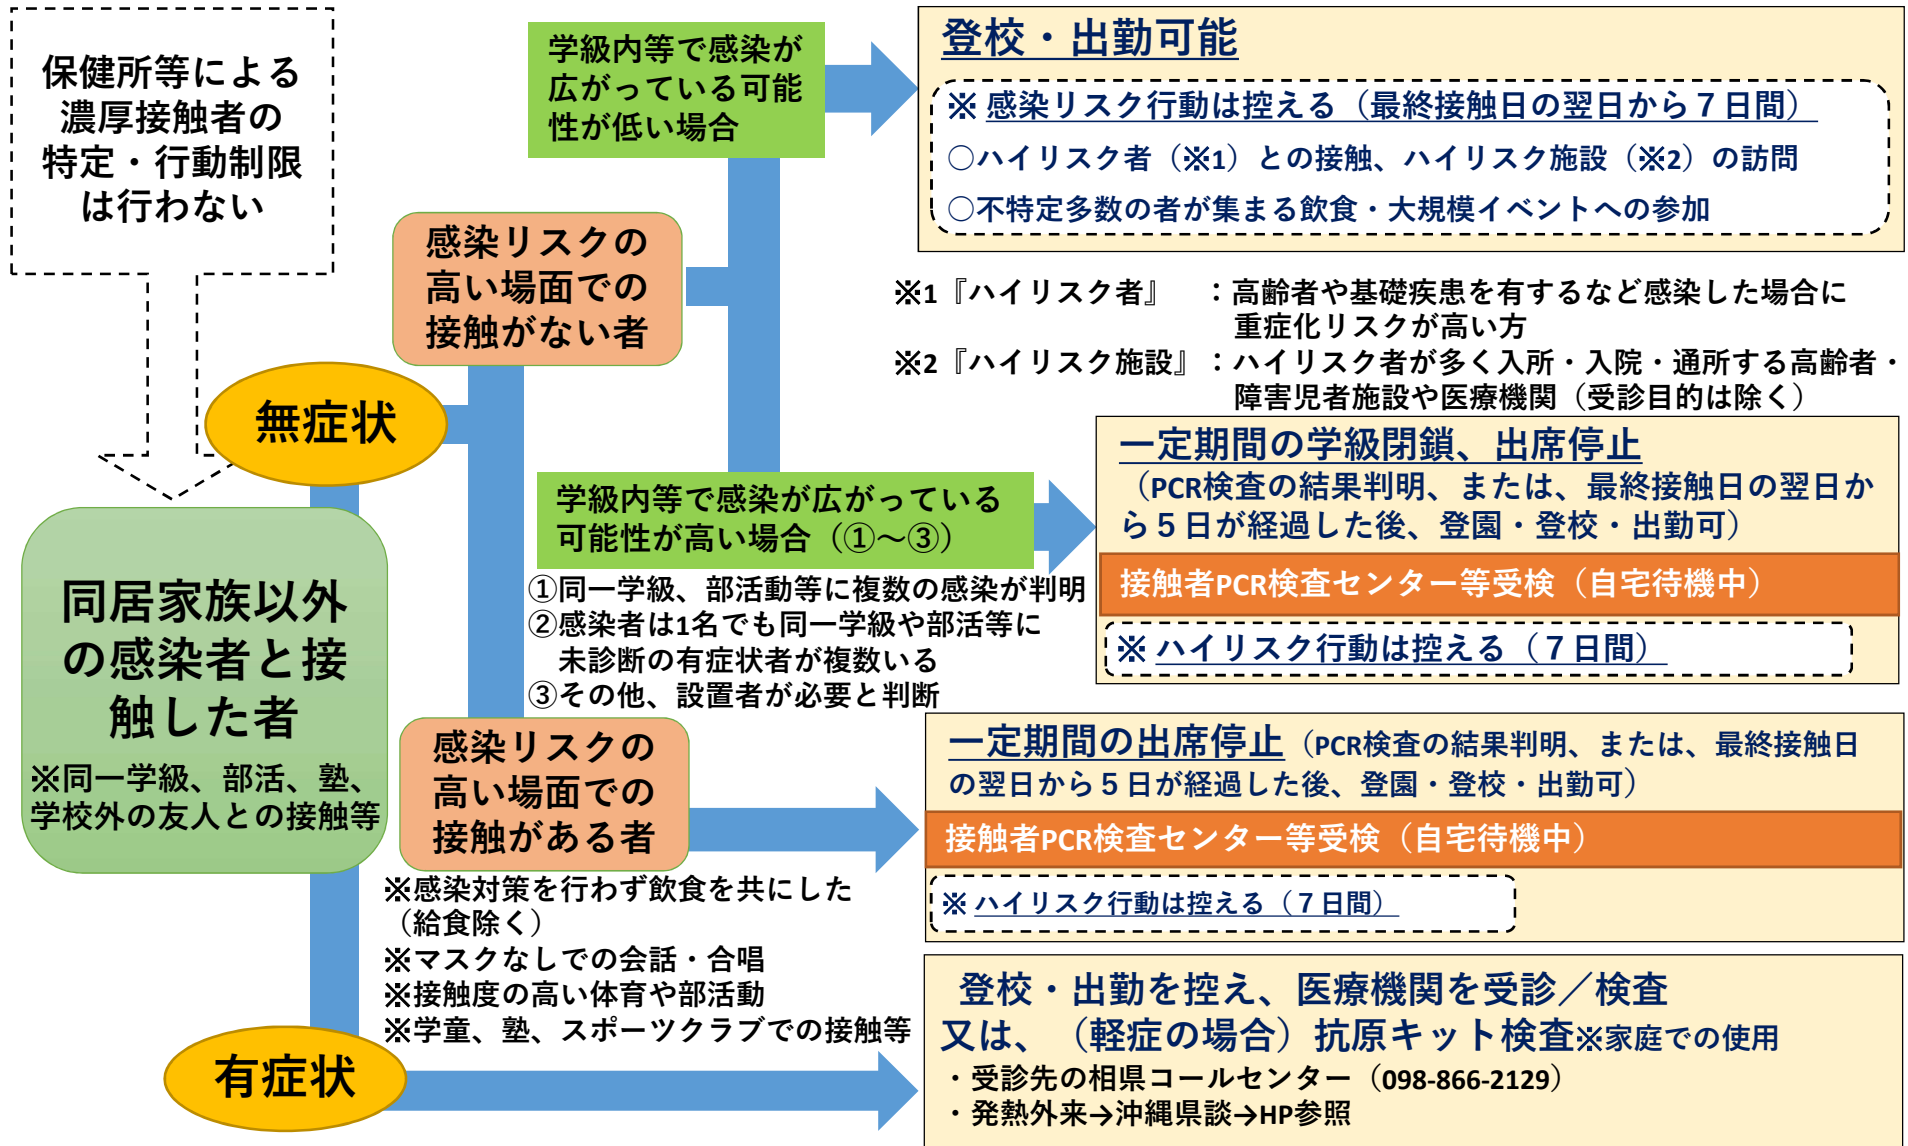 保健所等による
濃厚接触者の
特定・行動制限
は行わない
学級内等で感染が
広がっている可能
性が低い場合
登校・出勤可能
※ 感染リスク行動は控える（最終接触日の翌日から７日間）
○ハイリスク者（※1）との接触、ハイリスク施設（※2）の訪問
○不特定多数の者が集まる飲食・大規模イベントへの参加
感染リスクの
高い場面での
接触がない者
※1『ハイリスク者』　：高齢者や基礎疾患を有するなど感染した場合に
重症化リスクが高い方
※2『ハイリスク施設』：ハイリスク者が多く入所・入院・通所する高齢者・
障害児者施設や医療機関（受診目的は除く）
無症状
学級内等で感染が広がっている
可能性が高い場合（①～③）
①同一学級、部活動等に複数の感染が判明
②感染者は1名でも同一学級や部活等に
未診断の有症状者が複数いる
③その他、設置者が必要と判断
一定期間の学級閉鎖、出席停止
（PCR検査の結果判明、または、最終接触日の翌日か
ら５日が経過した後、登園・登校・出勤可）
接触者PCR検査センター等受検（自宅待機中）
※ ハイリスク行動は控える（７日間）
同居家族以外
の感染者と接
触した者
※同一学級、部活、塾、
学校外の友人との接触等
感染リスクの
高い場面での
接触がある者
※感染対策を行わず飲食を共にした
（給食除く）
※マスクなしでの会話・合唱
※接触度の高い体育や部活動
※学童、塾、スポーツクラブでの接触等
一定期間の出席停止（PCR検査の結果判明、または、最終接触日
の翌日から５日が経過した後、登園・登校・出勤可）
接触者PCR検査センター等受検（自宅待機中）
※ ハイリスク行動は控える（７日間）
有症状
登校・出勤を控え、医療機関を受診／検査
又は、（軽症の場合）抗原キット検査※家庭での使用
・受診先の相県コールセンター（098-866-2129）
・発熱外来→沖縄県談→HP参照